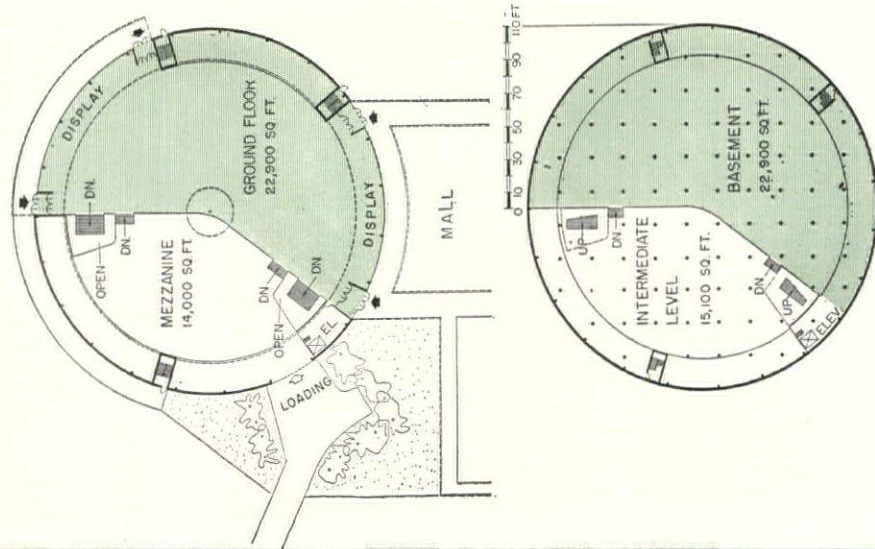 DISPLAY
GROUND FLOOR
22,900 SQ. FT.
DN.
DN.
OPEN
MEZZANINE
14,000 SQ. FT.
DN.
DN.
OPEN
EL.
DISPLAY
LOADING
MALL
0 10 30 50 70 90 110 FT
BASEMENT
22,900 SQ FT.
UP
DN.
INTERMEDIATE
LEVEL
15,100 SQ. FT.
DN.
UP
ELEV.